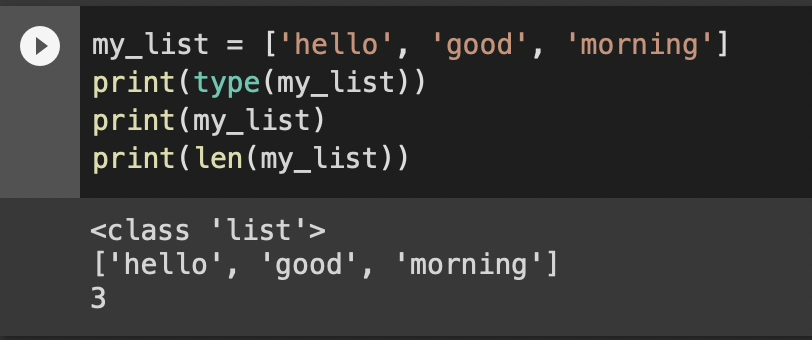 my_list = ['hello', 'good', 'morning']
print(type(my_list))
print(my_list)
print(len(my_list))
<class 'list'>
['hello', 'good', 'morning']
3